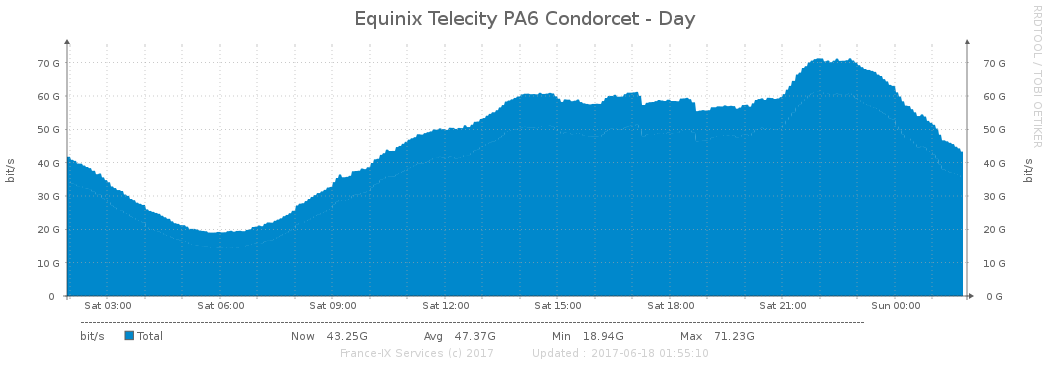 Equinix Telecity PA6 Condorcet - Day
RRDTOOL / TOBI OETIKER
bit/s
bit/s
70 G 70 G
60 G 60 G
50 G 50 G
40 G 40 G
30 G 30 G
20 G 20 G
10 G 10 G
0 0 G
Sat 03:00 Sat 06:00 Sat 09:00 Sat 12:00 Sat 15:00 Sat 18:00 Sat 21:00 Sun 00:00
bit/s Total Now 43.25G Avg 47.37G Min 18.94G Max 71.23G
France-IX Services (c) 2017 Updated : 2017-06-18 01:55:10